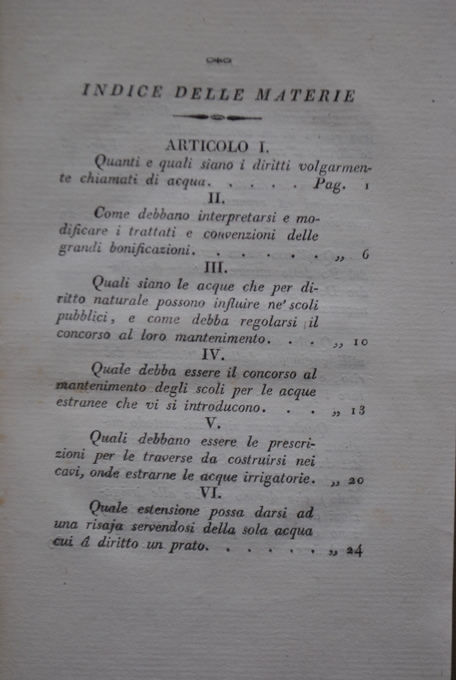 INDICE DELLE MATERIE
ARTICOLO I.
Quanti e quali siano i diritti volgarmen-
te chiamati di acqua. . . . . Pag. 1
II.
Come debbano interpretarsi e mo-
dificare i trattati e convenzioni delle
grandi bonificazioni. . . . . . „ 6
III.
Quali siano le acque che per di-
ritto naturale possono influire ne' scoli
pubblici, e come debba regolarsi il
concorso al loro mantenimento. . . „ 10
IV.
Quale debba essere il concorso al
mantenimento degli scoli per le acque
estranee che vi si introducono. . . „ 13
V.
Quali debbano essere le prescri-
zioni per le traverse da costruirsi nei
cavi, onde estrarne le acque irrigatorie. „ 20
VI.
Quale estensione possa darsi ad
una risaja servendosi della sola acqua
cui â diritto un prato. . . . . . „ 24